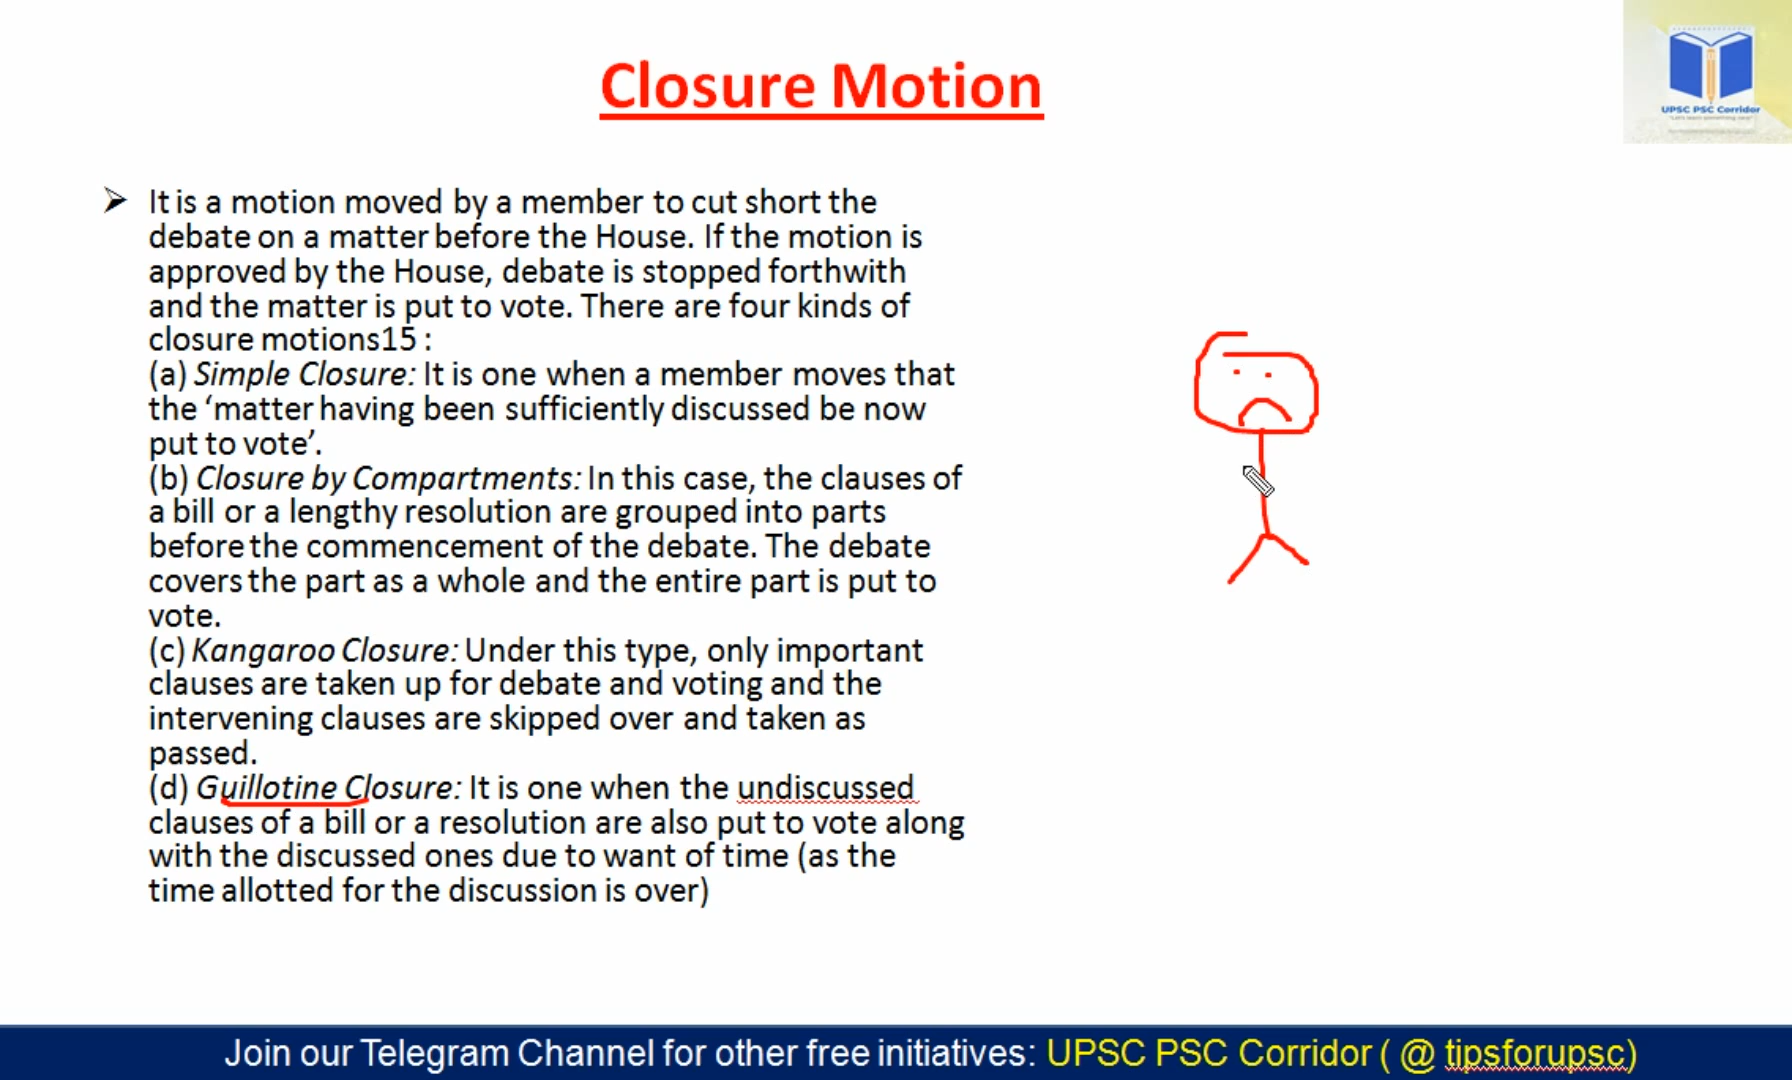 Closure Motion
UPSC PSC Corridor
It is a motion moved by a member to cut short the
debate on a matter before the House. If the motion is
approved by the House, debate is stopped forthwith
and the matter is put to vote. There are four kinds of
closure motions15 :
(a) Simple Closure: It is one when a member moves that
the ‘matter having been sufficiently discussed be now
put to vote’.
(b) Closure by Compartments: In this case, the clauses of
a bill or a lengthy resolution are grouped into parts
before the commencement of the debate. The debate
covers the part as a whole and the entire part is put to
vote.
(c) Kangaroo Closure: Under this type, only important
clauses are taken up for debate and voting and the
intervening clauses are skipped over and taken as
passed.
(d) Guillotine Closure: It is one when the undiscussed
clauses of a bill or a resolution are also put to vote along
with the discussed ones due to want of time (as the
time allotted for the discussion is over)
Join our Telegram Channel for other free initiatives: UPSC PSC Corridor ( @ tipsforupsc)